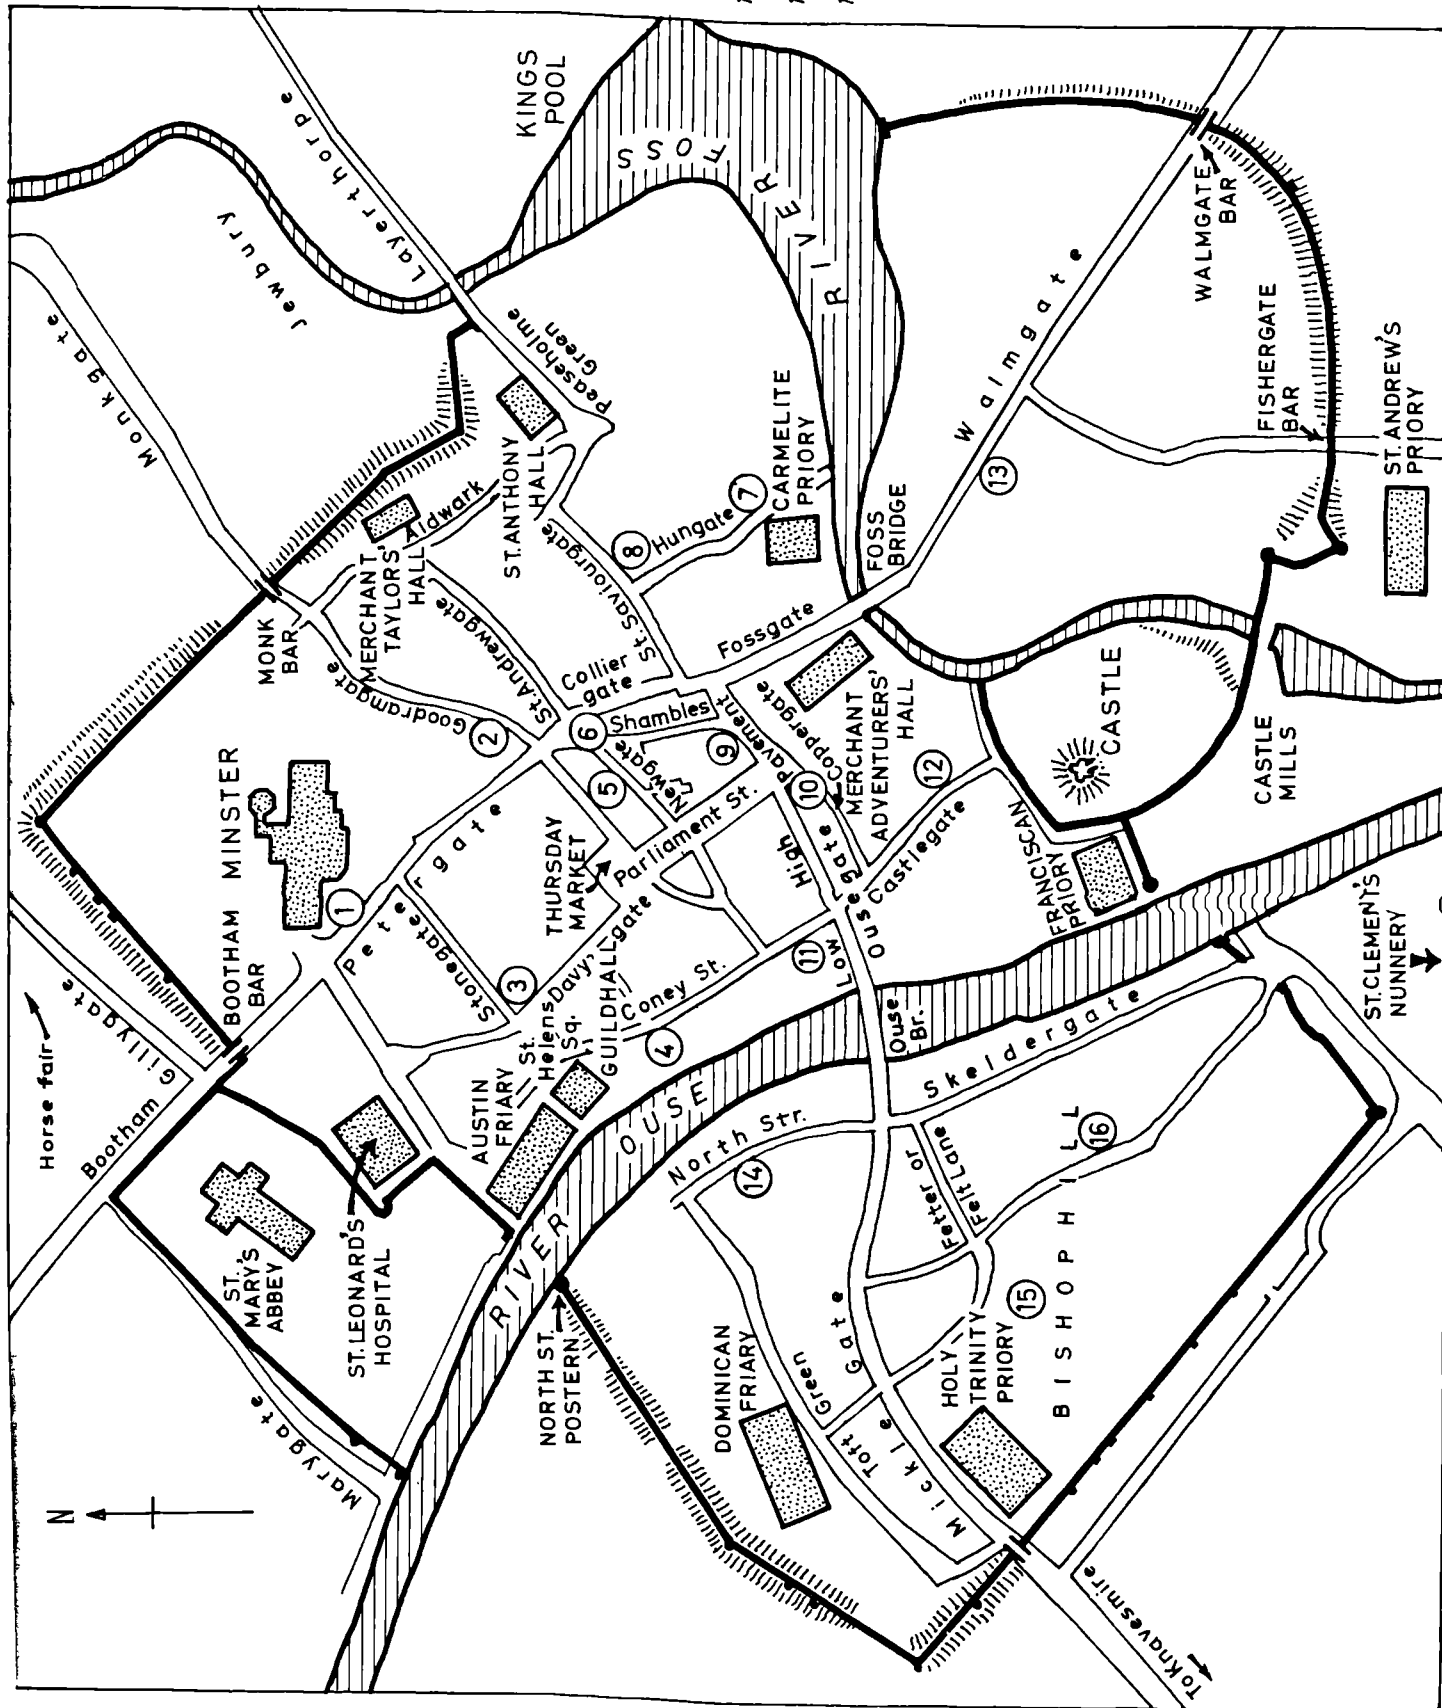 N
Horse fair
Marygate
Bootham
Gillygate
BOOTHAM
BAR
MINSTER
MONK
BAR
Monkgate
Jewbury
Layerthorpe
KINGS
POOL
RIVER FOSS
ST.
MARY'S
ABBEY
ST. LEONARD'S
HOSPITAL
Petergate
Stonegate
Goodramgate
St. Andrewgate
MERCHANT
TAYLORS'
HALL
Aldwark
ST. ANTHONY
HALL
Peaseholme
Green
AUSTIN
FRIARY
St.
Helens
Sq.
GUILDHALL
Davygate
THURSDAY
MARKET
Parliament St.
Newgate
Shambles
Collier
gate
St. Saviourgate
Hungate
CARMELITE
PRIORY
Coney St.
High
Ousegate
Low
Pavement
Coppergate
Fossgate
FOSS
BRIDGE
MERCHANT
ADVENTURERS'
HALL
Castlegate
FRANCISCAN
PRIORY
CASTLE
CASTLE
MILLS
Walmgate
WALMGATE
BAR
FISHERGATE
BAR
ST. ANDREW'S
PRIORY
RIVER OUSE
NORTH ST.
POSTERN
North Str.
Ouse
Br.
Skeldergate
Fetter or
Felt Lane
DOMINICAN
FRIARY
Toft Green
Mickle Gate
HOLY
TRINITY
PRIORY
BISHOPHILL
ST. CLEMENT'S
NUNNERY
To Knavesmire
1
2
3
4
5
6
7
8
9
10
11
12
13
14
15
16